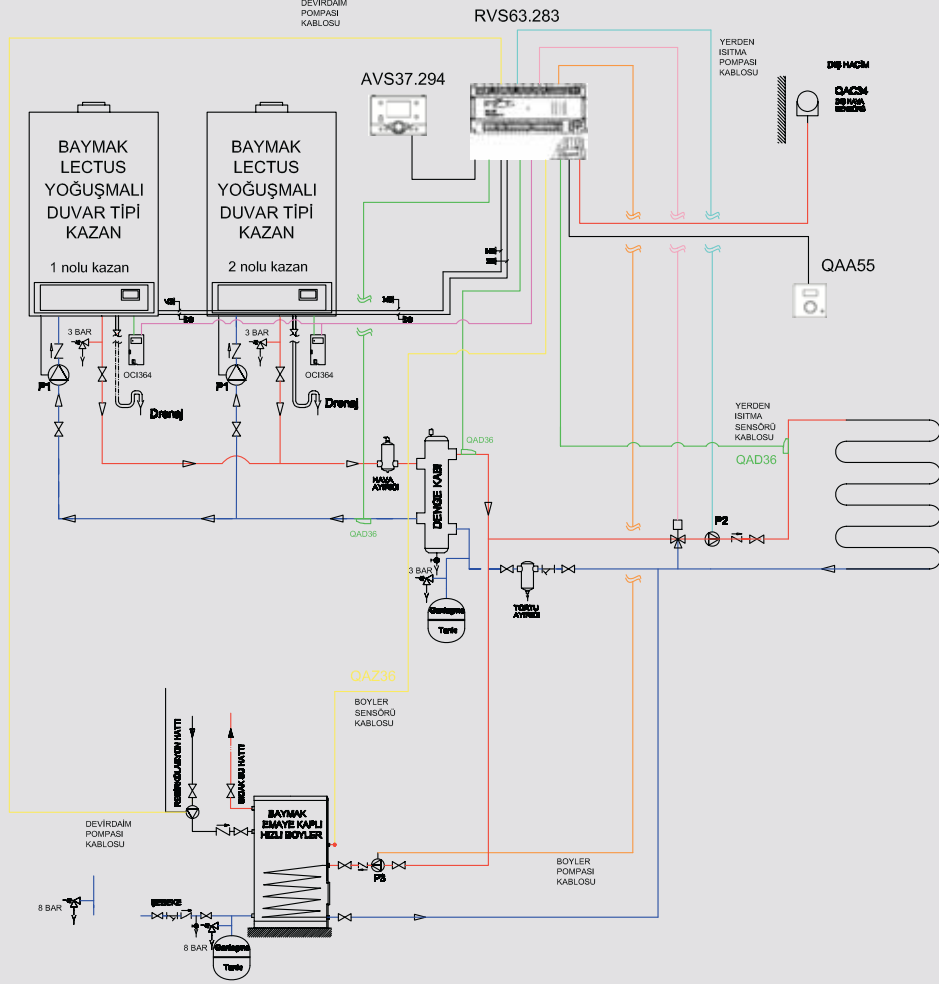 DEVİRDAİM
POMPASI
KABLOSU
RVS63.283
AVS37.294
YERDEN
ISITMA
POMPASI
KABLOSU
DIŞ HACİM
QAC34
DIŞ HAVA
SENSÖRÜ
BAYMAK
LECTUS
YOĞUŞMALI
DUVAR TİPİ
KAZAN
1 nolu kazan
BAYMAK
LECTUS
YOĞUŞMALI
DUVAR TİPİ
KAZAN
2 nolu kazan
QAA55
3 BAR
OCI364
P1
Drenaj
3 BAR
OCI364
P1
Drenaj
YERDEN
ISITMA
SENSÖRÜ
KABLOSU
QAD36
QAD36
HAVA
AYIRICI
DENGE KABI
QAD36
P2
3 BAR
Genleşme
Tankı
TORTU
AYIRICI
QAZ36
BOYLER
SENSÖRÜ
KABLOSU
RESİRKÜLASYON HATTI
SICAK SU HATTI
BAYMAK
EMAYE KAPLI
HIZLI BOYLER
DEVİRDAİM
POMPASI
KABLOSU
P3
BOYLER
POMPASI
KABLOSU
8 BAR
ŞEBEKE
8 BAR
Genleşme
Tankı